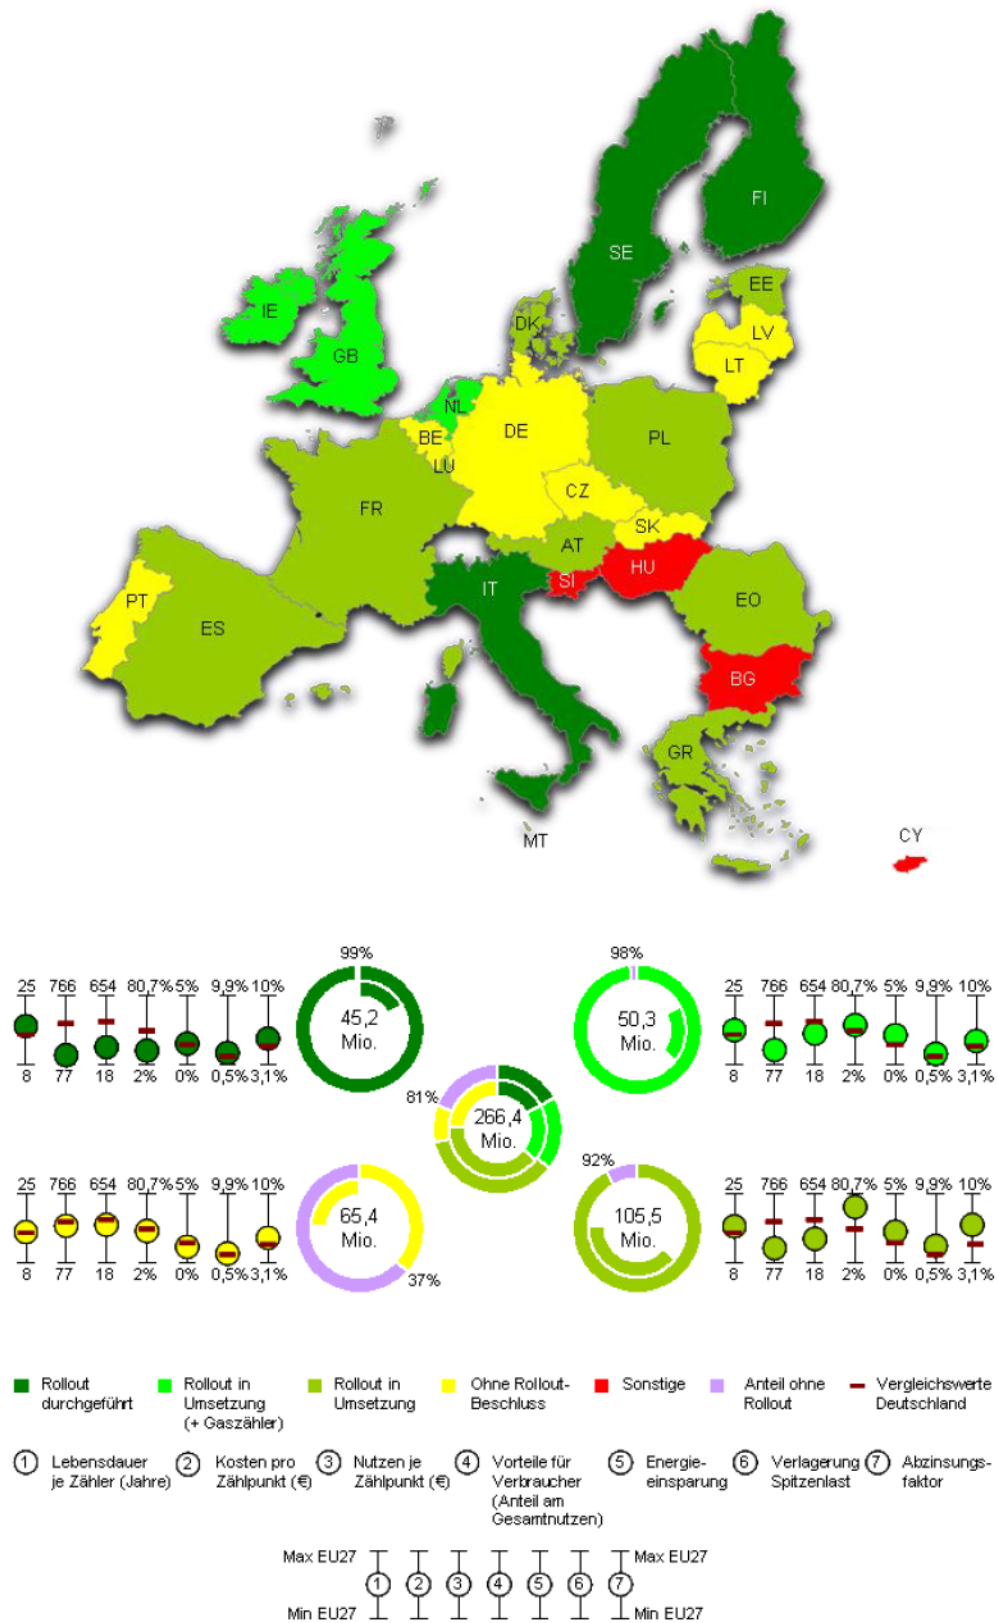 FI
SE
EE
IE
DK
LV
GB
LT
NL
DE
BE
PL
LU
CZ
FR
SK
AT
HU
SI
IT
PT
EO
ES
BG
GR
MT
CY
99%
98%
25 766 654 80,7% 5% 9,9% 10%
45,2
Mio.
8 77 18 2% 0% 0,5% 3,1%
50,3
Mio.
25 766 654 80,7% 5% 9,9% 10%
8 77 18 2% 0% 0,5% 3,1%
81%
266,4
Mio.
92%
25 766 654 80,7% 5% 9,9% 10%
65,4
Mio.
8 77 18 2% 0% 0,5% 3,1%
37%
105,5
Mio.
25 766 654 80,7% 5% 9,9% 10%
8 77 18 2% 0% 0,5% 3,1%
Rollout
durchgeführt
Rollout in
Umsetzung
(+ Gaszähler)
Rollout in
Umsetzung
Ohne Rollout-
Beschluss
Sonstige
Anteil ohne
Rollout
Vergleichswerte
Deutschland
1 Lebensdauer
je Zähler (Jahre)
2 Kosten pro
Zählpunkt (€)
3 Nutzen je
Zählpunkt (€)
4 Vorteile für
Verbraucher
(Anteil am
Gesamtnutzen)
5 Energie-
einsparung
6 Verlagerung
Spitzenlast
7 Abzinsungs-
faktor
Max EU27 Max EU27
1 2 3 4 5 6 7
Min EU27 Min EU27